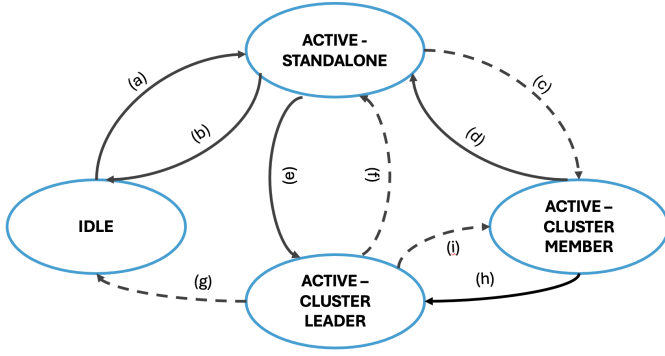 ACTIVE -
STANDALONE
(a)
(b)
(c)
(d)
(e)
(f)
IDLE
ACTIVE –
CLUSTER
MEMBER
(i)
(g)
(h)
ACTIVE –
CLUSTER
LEADER